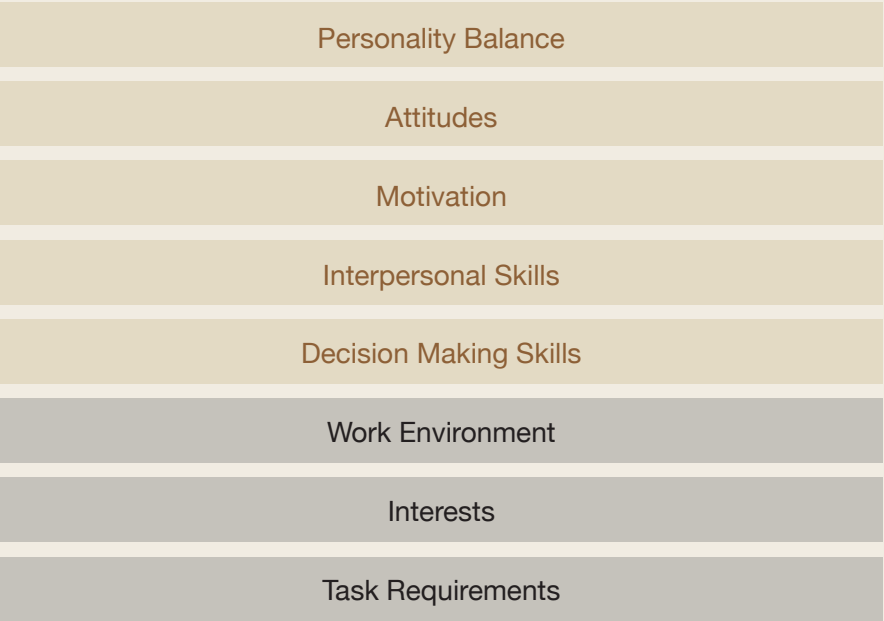 Personality Balance
Attitudes
Motivation
Interpersonal Skills
Decision Making Skills
Work Environment
Interests
Task Requirements